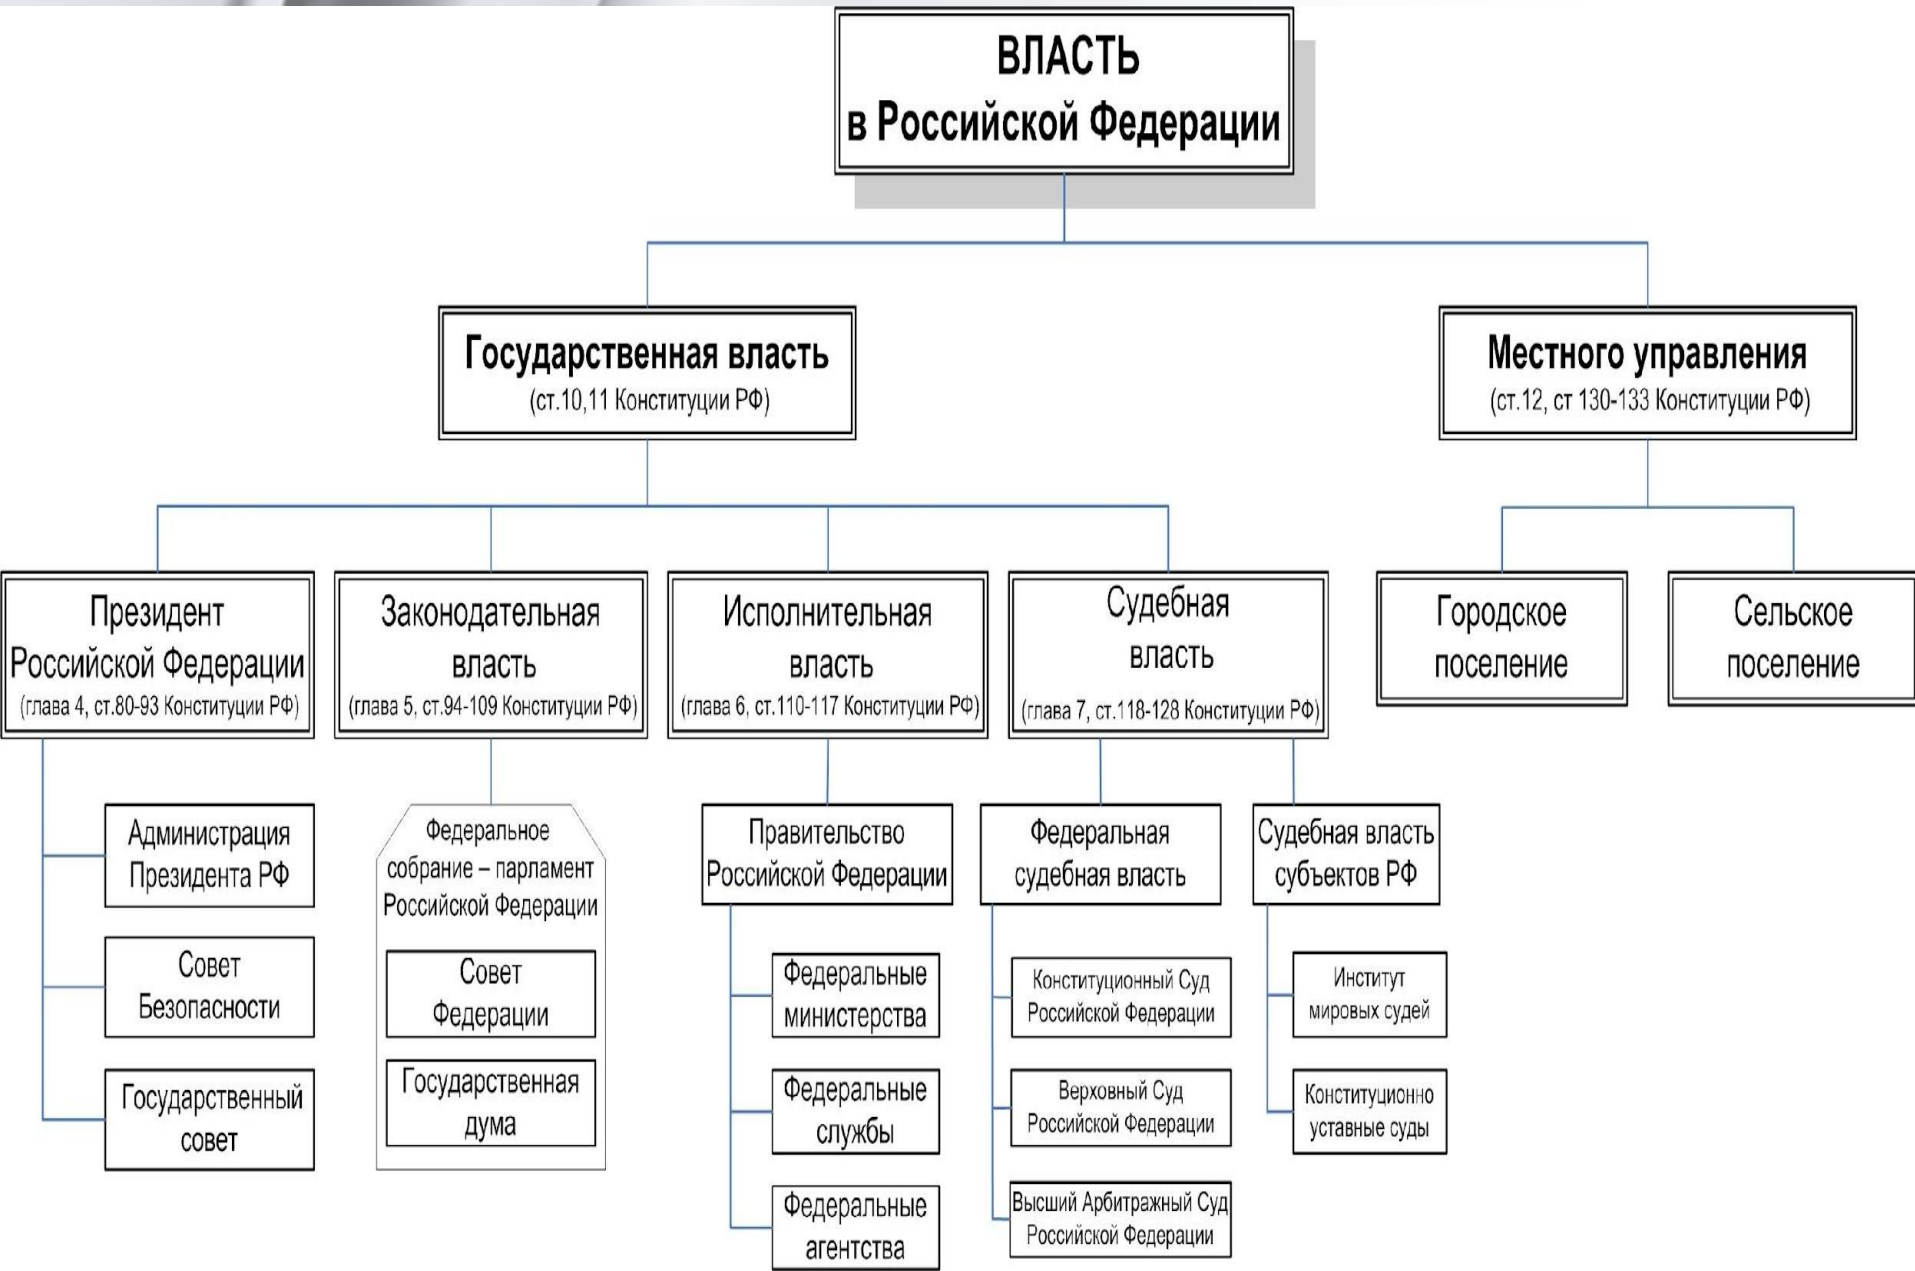 ВЛАСТЬ
в Российской Федерации
Государственная власть
(ст.10,11 Конституции РФ)
Местного управления
(ст.12, ст 130-133 Конституции РФ)
Президент
Российской Федерации
(глава 4, ст.80-93 Конституции РФ)
Законодательная
власть
(глава 5, ст.94-109 Конституции РФ)
Исполнительная
власть
(глава 6, ст.110-117 Конституции РФ)
Судебная
власть
(глава 7, ст.118-128 Конституции РФ)
Городское
поселение
Сельское
поселение
Администрация
Президента РФ
Совет
Безопасности
Государственный
совет
Федеральное
собрание – парламент
Российской Федерации
Совет
Федерации
Государственная
дума
Правительство
Российской Федерации
Федеральные
министерства
Федеральные
службы
Федеральные
агентства
Федеральная
судебная власть
Конституционный Суд
Российской Федерации
Верховный Суд
Российской Федерации
Высший Арбитражный Суд
Российской Федерации
Судебная власть
субъектов РФ
Институт
мировых судей
Конституционно
уставные суды